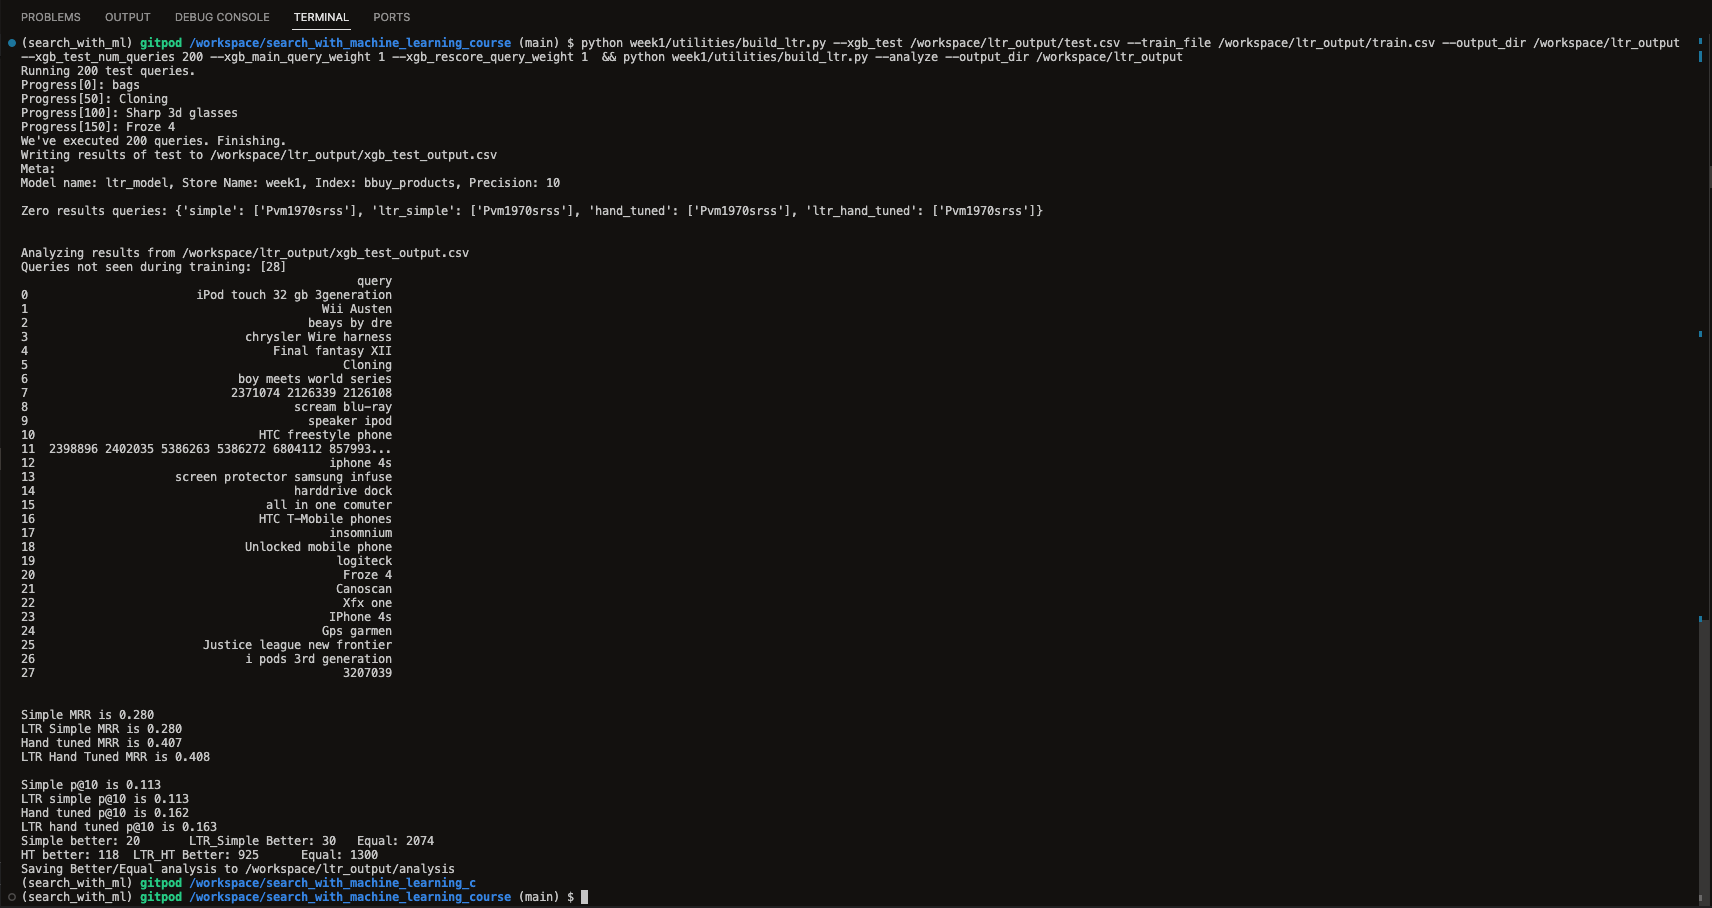 PROBLEMS OUTPUT DEBUG CONSOLE TERMINAL PORTS
(search_with_ml) gitpod /workspace/search_with_machine_learning_course (main) $ python week1/utilities/build_ltr.py --xgb_test /workspace/ltr_output/test.csv --train_file /workspace/ltr_output/train.csv --output_dir /workspace/ltr_output
--xgb_test_num_queries 200 --xgb_main_query_weight 1 --xgb_rescore_query_weight 1  && python week1/utilities/build_ltr.py --analyze --output_dir /workspace/ltr_output
Running 200 test queries.
Progress[0]: bags
Progress[50]: Cloning
Progress[100]: Sharp 3d glasses
Progress[150]: Froze 4
We've executed 200 queries. Finishing.
Writing results of test to /workspace/ltr_output/xgb_test_output.csv
Meta:
Model name: ltr_model, Store Name: week1, Index: bbuy_products, Precision: 10
Zero results queries: {'simple': ['Pvm1970srss'], 'ltr_simple': ['Pvm1970srss'], 'hand_tuned': ['Pvm1970srss'], 'ltr_hand_tuned': ['Pvm1970srss']}
Analyzing results from /workspace/ltr_output/xgb_test_output.csv
Queries not seen during training: [28]
query
0 iPod touch 32 gb 3generation
1 Wii Austen
2 beays by dre
3 chrysler Wire harness
4 Final fantasy XII
5 Cloning
6 boy meets world series
7 2371074 2126339 2126108
8 scream blu-ray
9 speaker ipod
10 HTC freestyle phone
11 2398896 2402035 5386263 5386272 6804112 857993...
12 iphone 4s
13 screen protector samsung infuse
14 harddrive dock
15 all in one comuter
16 HTC T-Mobile phones
17 insomnium
18 Unlocked mobile phone
19 logiteck
20 Froze 4
21 Canoscan
22 Xfx one
23 IPhone 4s
24 Gps garmen
25 Justice league new frontier
26 i pods 3rd generation
27 3207039
Simple MRR is 0.280
LTR Simple MRR is 0.280
Hand tuned MRR is 0.407
LTR Hand Tuned MRR is 0.408
Simple p@10 is 0.113
LTR simple p@10 is 0.113
Hand tuned p@10 is 0.162
LTR hand tuned p@10 is 0.163
Simple better: 20 LTR_Simple Better: 30 Equal: 2074
HT better: 118 LTR_HT Better: 925 Equal: 1300
Saving Better/Equal analysis to /workspace/ltr_output/analysis
(search_with_ml) gitpod /workspace/search_with_machine_learning_c
(search_with_ml) gitpod /workspace/search_with_machine_learning_course (main) $